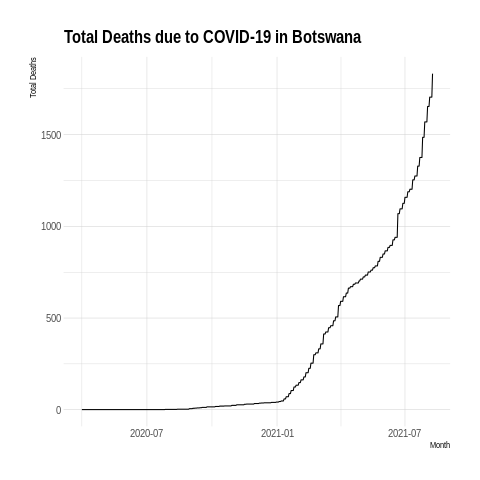 Total Deaths due to COVID-19 in Botswana
Total Deaths
1500
1000
500
0
2020-07
2021-01
2021-07
Month